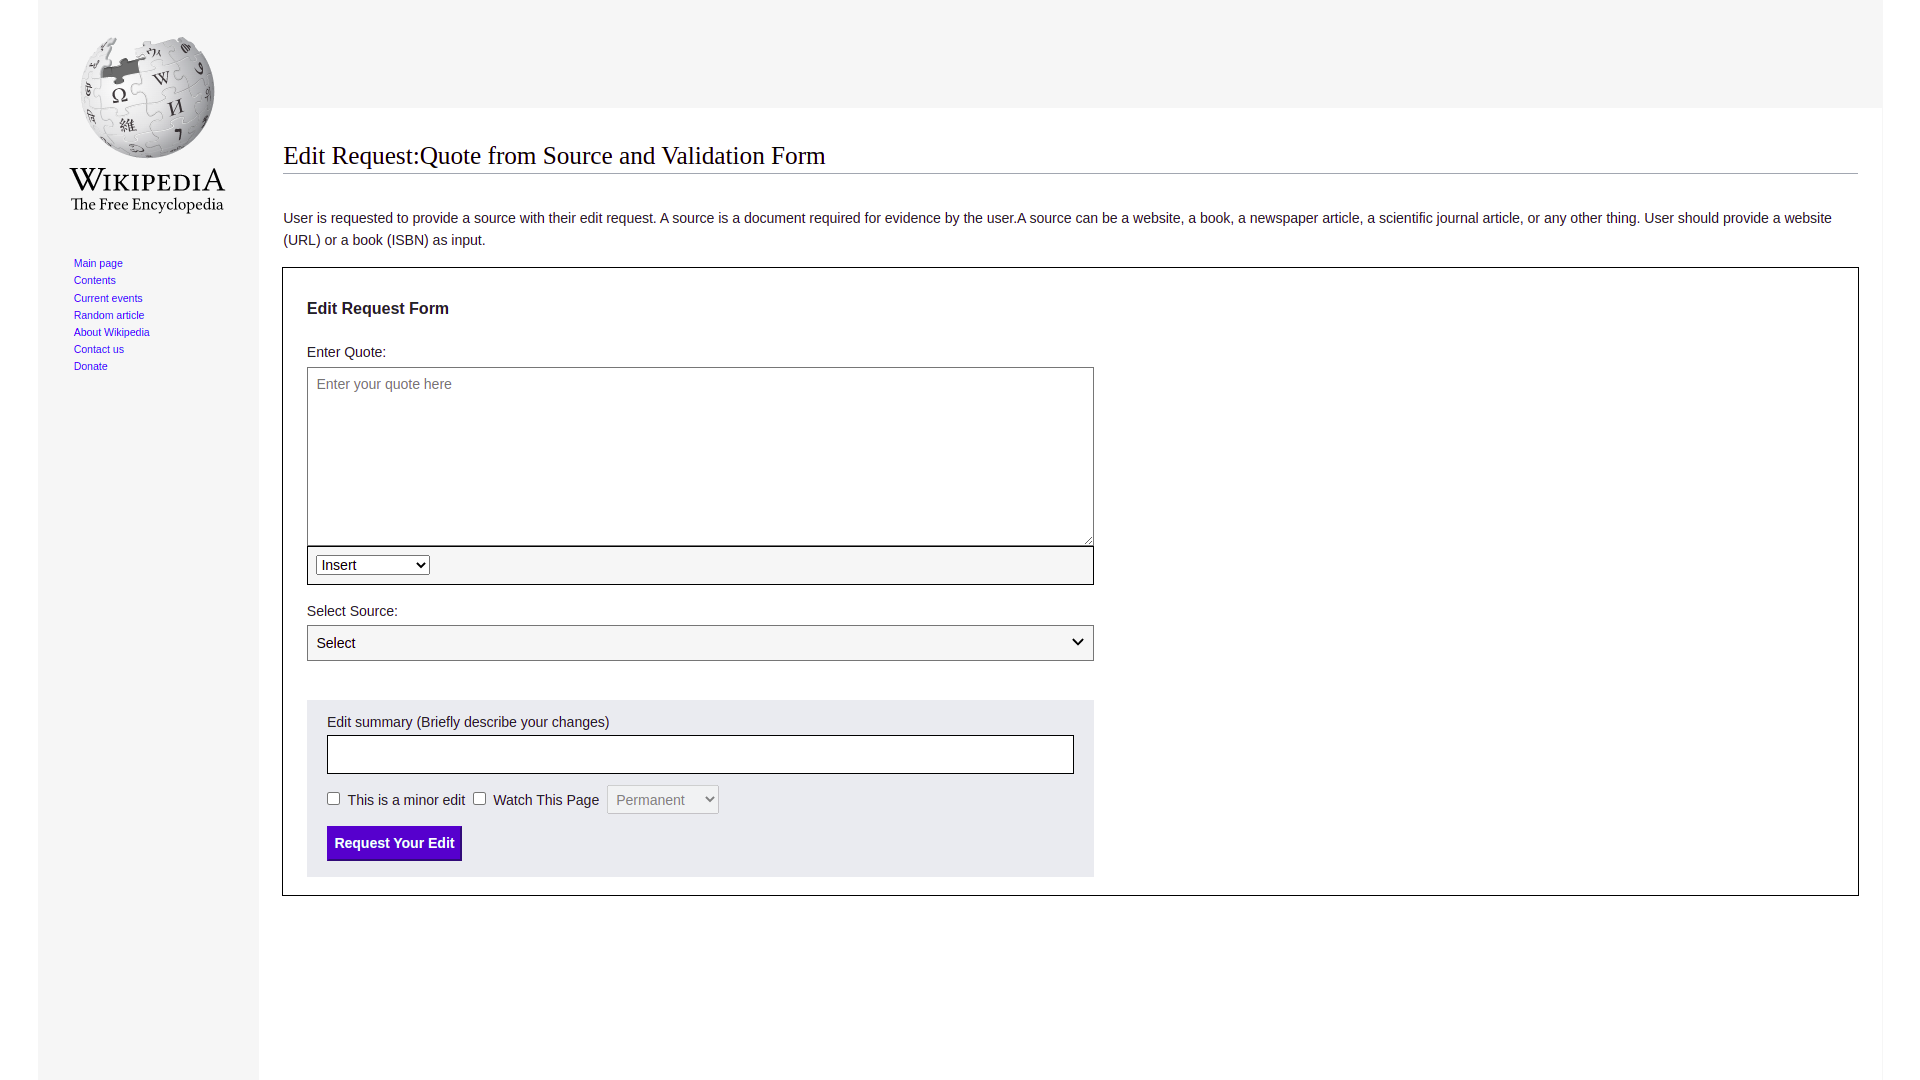 Ω
W
И
維
WIKIPEDIA
The Free Encyclopedia
Main page
Contents
Current events
Random article
About Wikipedia
Contact us
Donate
Edit Request:Quote from Source and Validation Form
User is requested to provide a source with their edit request. A source is a document required for evidence by the user.A source can be a website, a book, a newspaper article, a scientific journal article, or any other thing. User should provide a website
(URL) or a book (ISBN) as input.
Edit Request Form
Enter Quote:
Enter your quote here
Insert
Select Source:
Select
Edit summary (Briefly describe your changes)
This is a minor edit Watch This Page Permanent
Request Your Edit